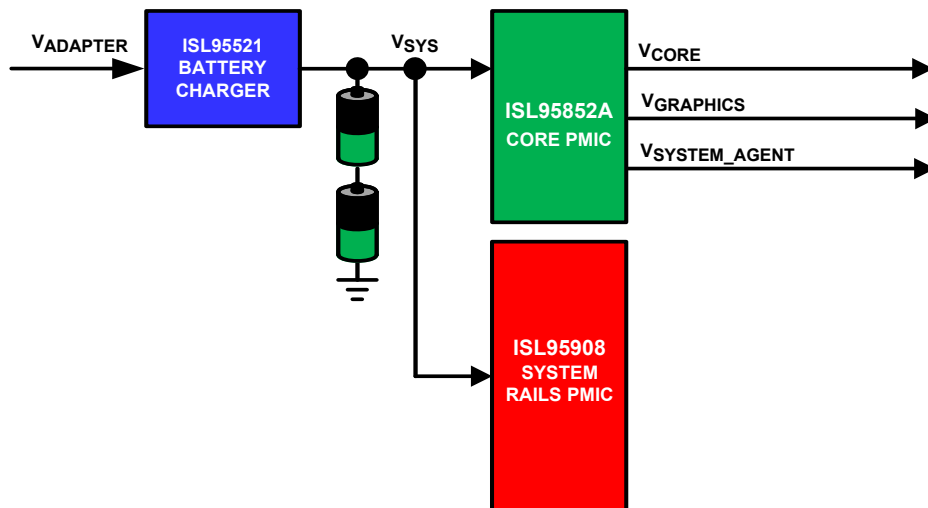 VADAPTER
ISL95521
BATTERY
CHARGER
VSYS
ISL95852A
CORE PMIC
VCORE
VGRAPHICS
VSYSTEM_AGENT
ISL95908
SYSTEM
RAILS PMIC